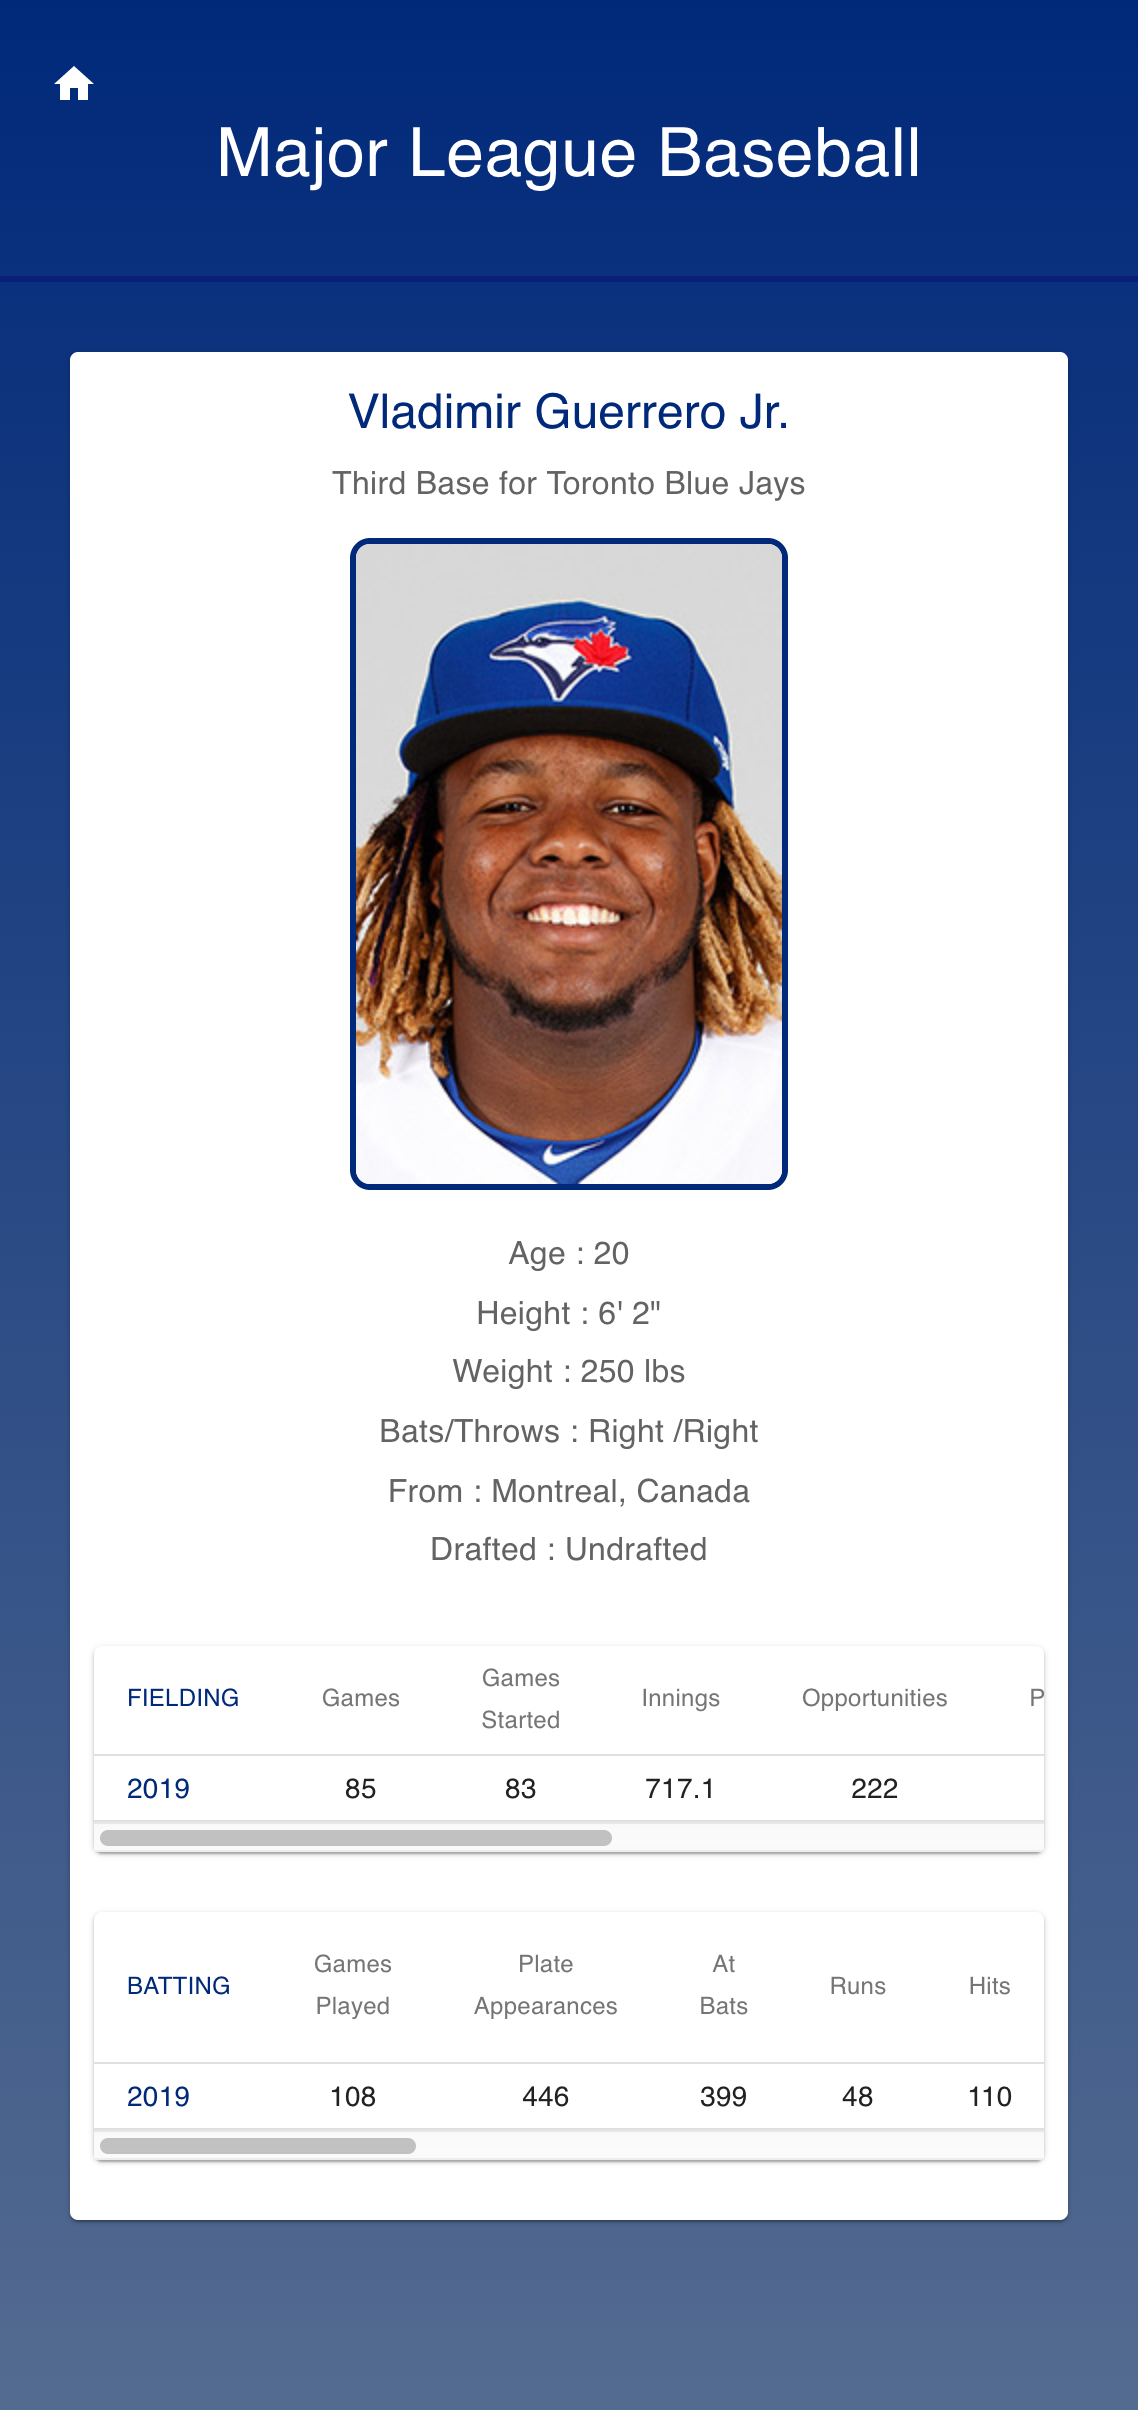 Major League Baseball
Vladimir Guerrero Jr.
Third Base for Toronto Blue Jays
Age : 20
Height : 6' 2"
Weight : 250 lbs
Bats/Throws : Right /Right
From : Montreal, Canada
Drafted : Undrafted
FIELDING Games Games Started Innings Opportunities P
2019 85 83 717.1 222
BATTING Games Played Plate Appearances At Bats Runs Hits
2019 108 446 399 48 110